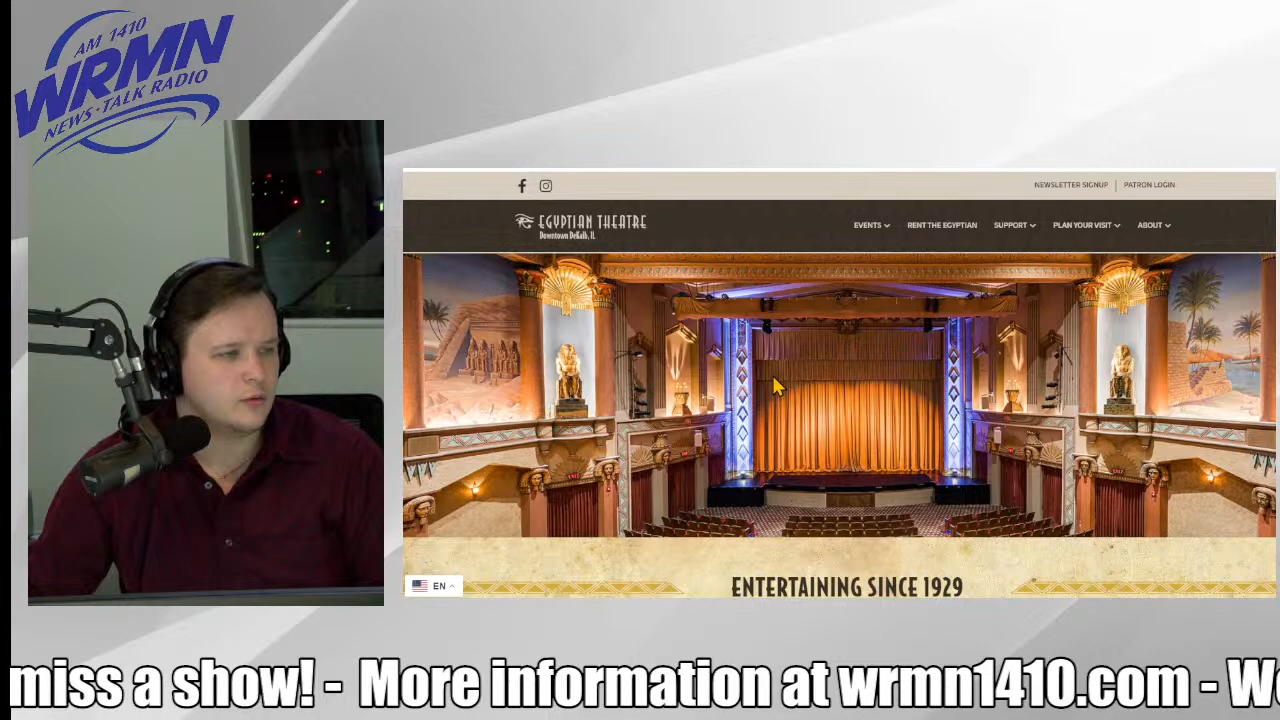 AM 1410
WRMN
NEWS·TALK RADIO
NEWSLETTER SIGNUP
PATRON LOGIN
EGYPTIAN THEATRE
Downtown DeKalb, IL
EVENTS
RENT THE EGYPTIAN
SUPPORT
PLAN YOUR VISIT
ABOUT
EN
ENTERTAINING SINCE 1929
miss a show! - More information at wrmn1410.com - We